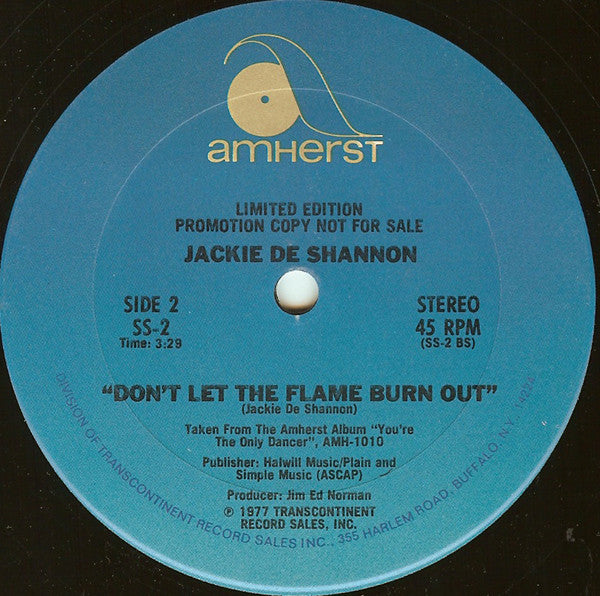 amHersT
LIMITED EDITION
PROMOTION COPY NOT FOR SALE
JACKIE DE SHANNON
SIDE 2
SS-2
Time: 3:29
STEREO
45 RPM
(SS-2 BS)
“DON'T LET THE FLAME BURN OUT”
(Jackie De Shannon)
Taken From The Amherst Album “You're
The Only Dancer”, AMH-1010
Publisher: Halwill Music/Plain and
Simple Music (ASCAP)
Producer: Jim Ed Norman
℗ 1977 TRANSCONTINENT
RECORD SALES, INC.
DIVISION OF TRANSCONTINENT RECORD SALES INC., 355 HARLEM ROAD, BUFFALO, N.Y.